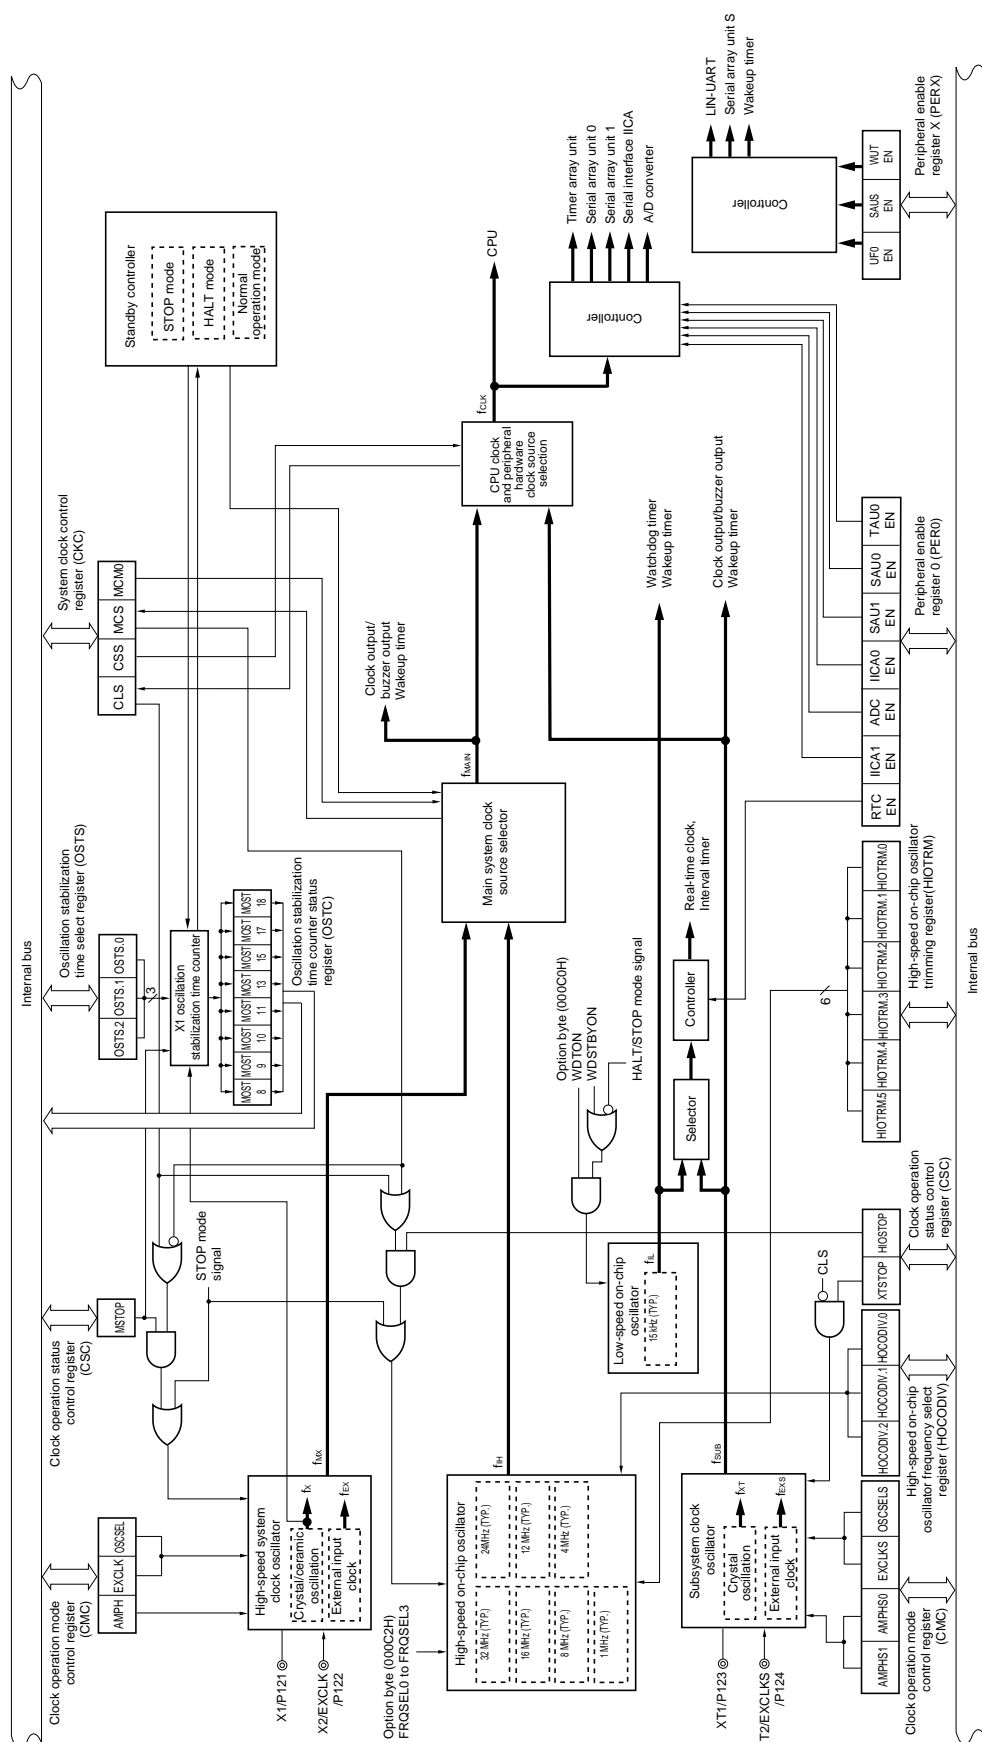 Internal bus
Clock operation mode
control register
(CMC)
AMPH
EXCLK
OSCSEL
Clock operation status
control register
(CSC)
MSTOP
Oscillation stabilization
time select register (OSTS)
OSTS.2
OSTS.1
OSTS.0
3
System clock control
register (CKC)
CLS
CSS
MCS
MCM0
Standby controller
STOP mode
HALT mode
Normal
operation mode
X1 oscillation
stabilization time counter
MOST
8
MOST
9
MOST
10
MOST
11
MOST
13
MOST
15
MOST
17
MOST
18
Oscillation stabilization
time counter status
register (OSTC)
STOP mode
signal
High-speed system
clock oscillator
Crystal/ceramic
oscillation
fX
External input
clock
fEX
fMX
X1/P121
X2/EXCLK
/P122
Option byte (000C2H)
FRQSEL0 to FRQSEL3
High-speed on-chip oscillator
32 MHz (TYP.)
24MHz (TYP.)
16 MHz (TYP.)
12 MHz (TYP.)
8 MHz (TYP.)
4 MHz (TYP.)
1 MHz (TYP.)
fIH
Main system clock
source selector
fMAIN
Clock output/
buzzer output
Wakeup timer
CPU clock
and peripheral
hardware
clock source
selection
fCLK
CPU
Controller
Timer array unit
Serial array unit 0
Serial array unit 1
Serial interface IICA
A/D converter
Option byte (000C0H)
WDTON
WDSTBYON
HALT/STOP mode signal
Low-speed on-chip
oscillator
15 kHz (TYP.)
fIL
Watchdog timer
Wakeup timer
Selector
Controller
Real-time clock,
Interval timer
Clock output/buzzer output
Wakeup timer
Controller
LIN-UART
Serial array unit S
Wakeup timer
Subsystem clock
oscillator
Crystal
oscillation
fXT
External input
clock
fEXS
fSUB
XT1/P123
T2/EXCLKS
/P124
CLS
6
AMPHS1
AMPHS0
EXCLKS
OSCSELS
Clock operation mode
control register
(CMC)
HOCODIV.2
HOCODIV.1
HOCODIV.0
High-speed on-chip
oscillator frequency select
register (HOCODIV)
XTSTOP
HIOSTOP
Clock operation
status control
register (CSC)
HIOTRM.5
HIOTRM.4
HIOTRM.3
HIOTRM.2
HIOTRM.1
HIOTRM.0
High-speed on-chip oscillator
trimming register(HIOTRM)
RTC
EN
IICA1
EN
ADC
EN
IICA0
EN
SAU1
EN
SAU0
EN
TAU0
EN
Peripheral enable
register 0 (PER0)
UF0
EN
SAUS
EN
WUT
EN
Peripheral enable
register X (PERX)
Internal bus